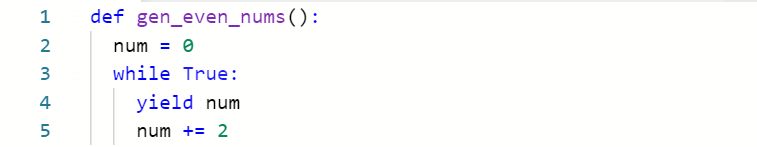 1 def gen_even_nums():
2 num = 0
3 while True:
4 yield num
5 num += 2